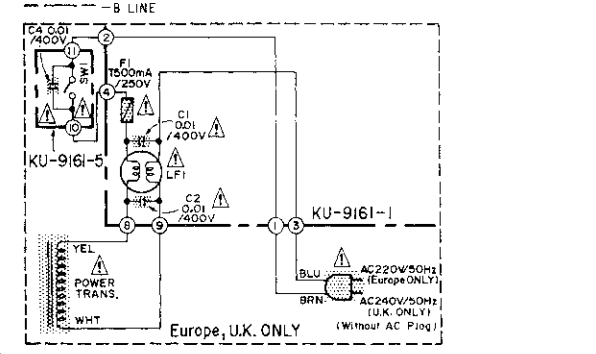 B LINE
C4 0.01
/400V
11
2
SW1
F1
T500mA
/250V
4
10
C1
0.01
/400V
KU-9161-5
LF1
C2
0.01
/400V
KU-9161-1
8
9
1
3
YEL
POWER
TRANS.
WHT
BLU
AC220V/50Hz
(Europe ONLY)
BRN
AC240V/50Hz
(U.K. ONLY)
(Without AC Plug)
Europe, U.K. ONLY